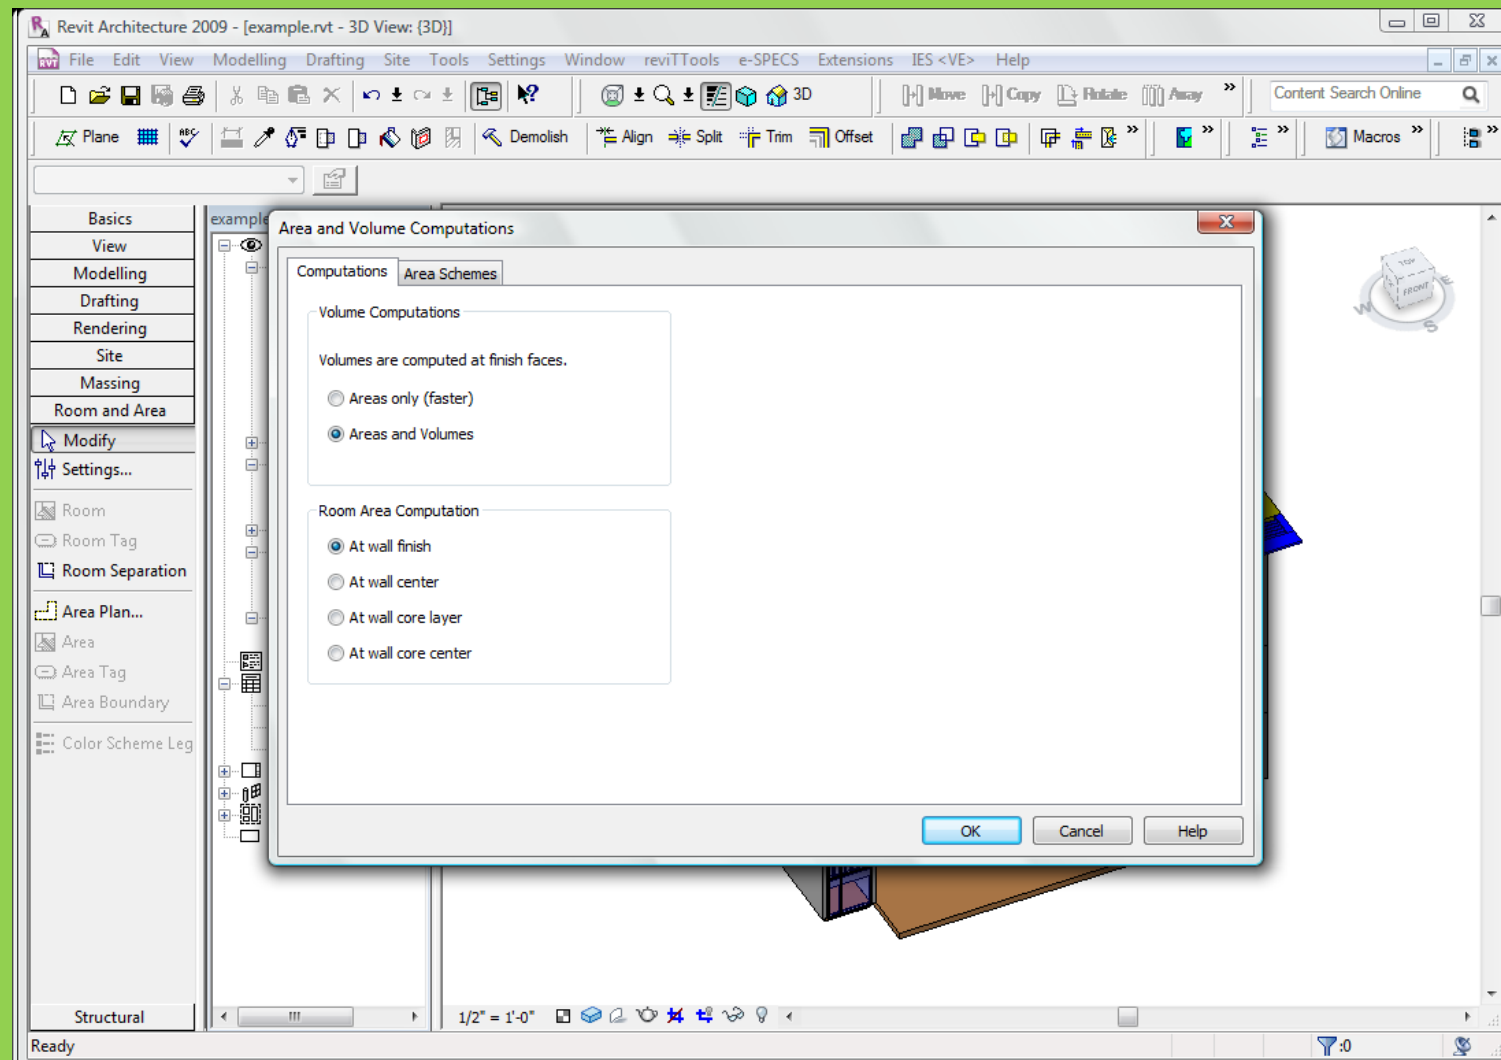 Revit Architecture 2009 - [example.rvt - 3D View: {3D}]
File Edit View Modelling Drafting Site Tools Settings Window reviTTools e-SPECS Extensions IES <VE> Help
3D Move Copy Rotate Array » Content Search Online
Plane Demolish Align Split Trim Offset » » » Macros » »
Basics
View
Modelling
Drafting
Rendering
Site
Massing
Room and Area
Modify
Settings...
Room
Room Tag
Room Separation
Area Plan...
Area
Area Tag
Area Boundary
Color Scheme Leg
Structural
example
Area and Volume Computations
Computations Area Schemes
Volume Computations
Volumes are computed at finish faces.
Areas only (faster)
Areas and Volumes
Room Area Computation
At wall finish
At wall center
At wall core layer
At wall core center
OK Cancel Help
TOP
FRONT
W S E
1/2" = 1'-0"
Ready :0